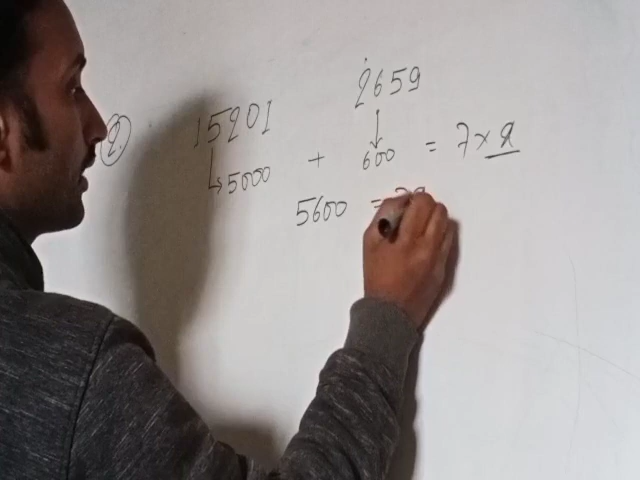 2. 15201 2659
↓ ↓
5000 + 600 = 7 × x
5600 =